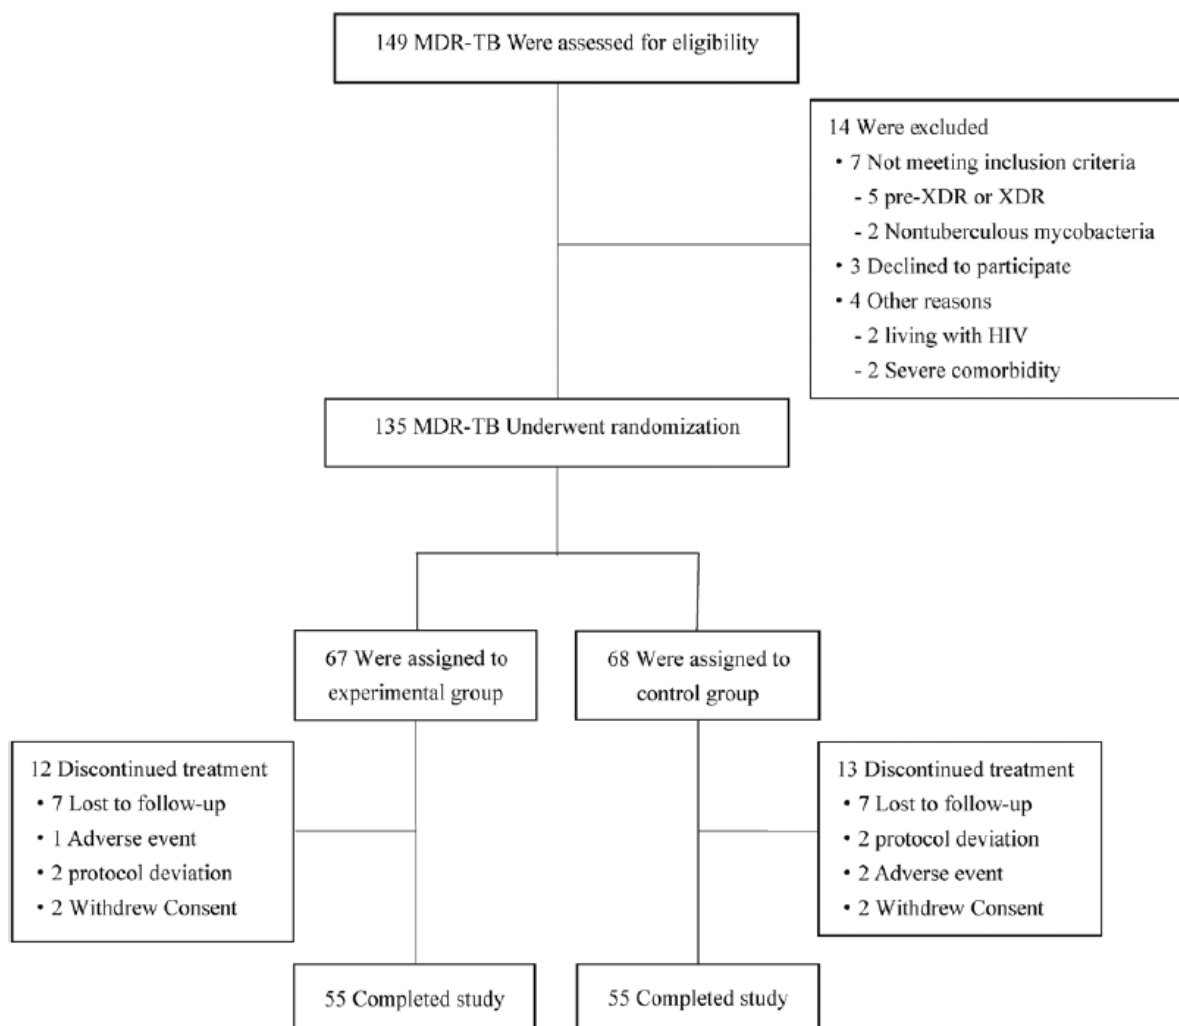 149 MDR-TB Were assessed for eligibility
14 Were excluded
• 7 Not meeting inclusion criteria
- 5 pre-XDR or XDR
- 2 Nontuberculous mycobacteria
• 3 Declined to participate
• 4 Other reasons
- 2 living with HIV
- 2 Severe comorbidity
135 MDR-TB Underwent randomization
67 Were assigned to
experimental group
68 Were assigned to
control group
12 Discontinued treatment
• 7 Lost to follow-up
• 1 Adverse event
• 2 protocol deviation
• 2 Withdrew Consent
13 Discontinued treatment
• 7 Lost to follow-up
• 2 protocol deviation
• 2 Adverse event
• 2 Withdrew Consent
55 Completed study
55 Completed study